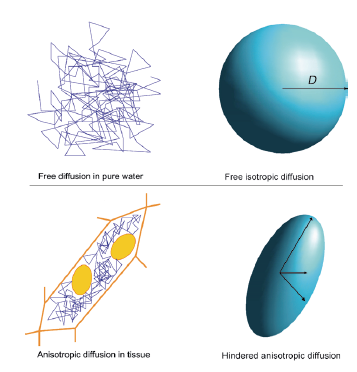 D
Free diffusion in pure water
Free isotropic diffusion
Anisotropic diffusion in tissue
Hindered anisotropic diffusion